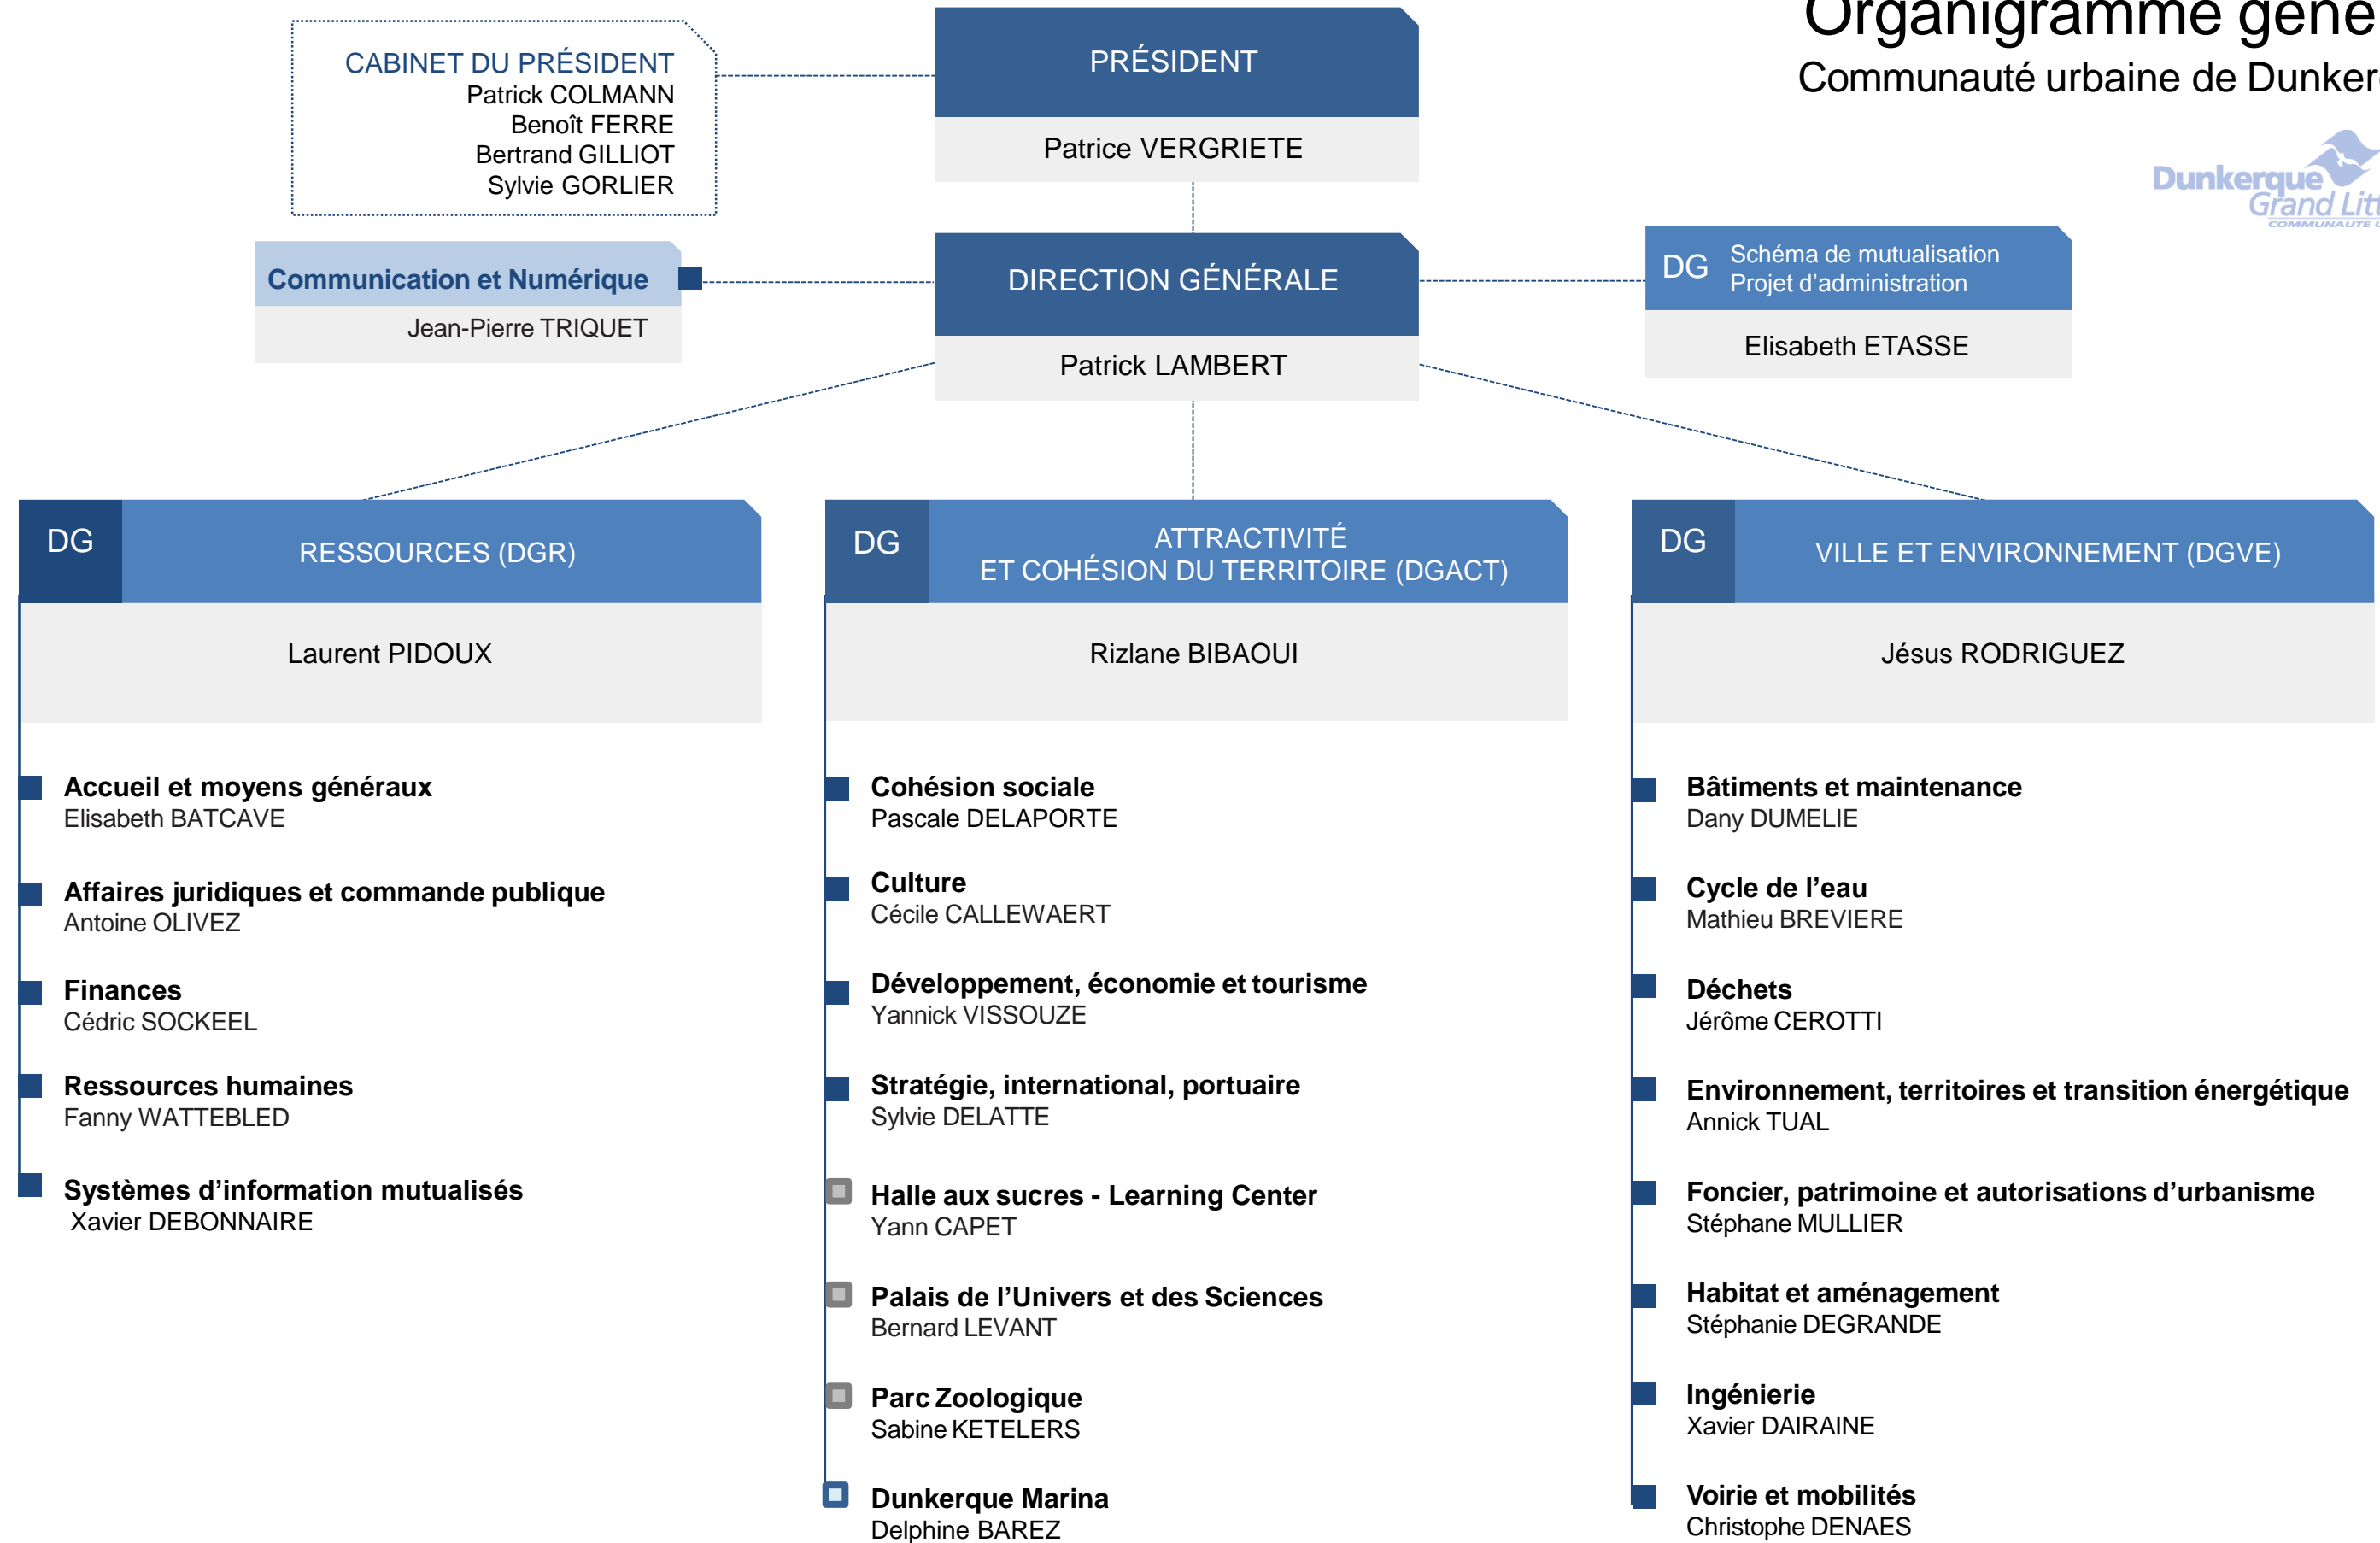 Organigramme géné
Communauté urbaine de Dunker
Dunkerque
Grand Litt
COMMUNAUTE U
CABINET DU PRÉSIDENT
Patrick COLMANN
Benoît FERRE
Bertrand GILLIOT
Sylvie GORLIER
PRÉSIDENT
Patrice VERGRIETE
Communication et Numérique
Jean-Pierre TRIQUET
DIRECTION GÉNÉRALE
Patrick LAMBERT
DG
Schéma de mutualisation
Projet d’administration
Elisabeth ETASSE
DG
RESSOURCES (DGR)
Laurent PIDOUX
Accueil et moyens généraux
Elisabeth BATCAVE
Affaires juridiques et commande publique
Antoine OLIVEZ
Finances
Cédric SOCKEEL
Ressources humaines
Fanny WATTEBLED
Systèmes d’information mutualisés
Xavier DEBONNAIRE
DG
ATTRACTIVITÉ
ET COHÉSION DU TERRITOIRE (DGACT)
Rizlane BIBAOUI
Cohésion sociale
Pascale DELAPORTE
Culture
Cécile CALLEWAERT
Développement, économie et tourisme
Yannick VISSOUZE
Stratégie, international, portuaire
Sylvie DELATTE
Halle aux sucres - Learning Center
Yann CAPET
Palais de l’Univers et des Sciences
Bernard LEVANT
Parc Zoologique
Sabine KETELERS
Dunkerque Marina
Delphine BAREZ
DG
VILLE ET ENVIRONNEMENT (DGVE)
Jésus RODRIGUEZ
Bâtiments et maintenance
Dany DUMELIE
Cycle de l’eau
Mathieu BREVIERE
Déchets
Jérôme CEROTTI
Environnement, territoires et transition énergétique
Annick TUAL
Foncier, patrimoine et autorisations d’urbanisme
Stéphane MULLIER
Habitat et aménagement
Stéphanie DEGRANDE
Ingénierie
Xavier DAIRAINE
Voirie et mobilités
Christophe DENAES